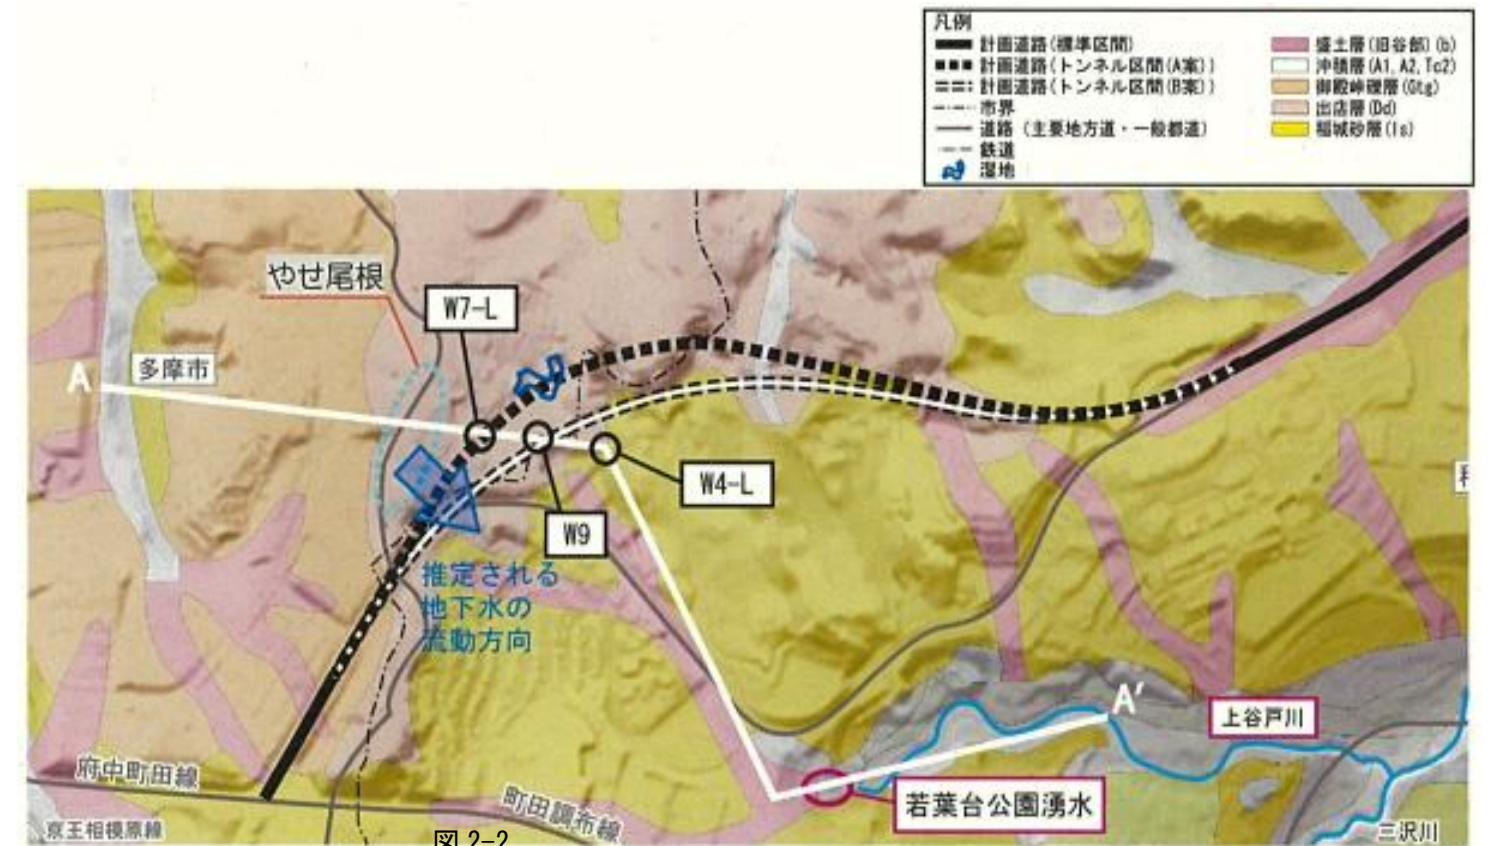 凡例
計画道路(標準区間)
計画道路(トンネル区間(A案))
計画道路(トンネル区間(B案))
市界
道路(主要地方道・一般都道)
鉄道
湿地
盛土層(旧谷部)(b)
沖積層(A1,A2,Tc2)
御殿峠礫層(Gtg)
出店層(Dd)
稲城砂層(Is)
やせ尾根
W7-L
A
多摩市
W4-L
W9
推定される
地下水の
流動方向
A'
上谷戸川
府中町田線
町田調布線
若葉台公園湧水
京王相模原線
三沢川
図 2-2